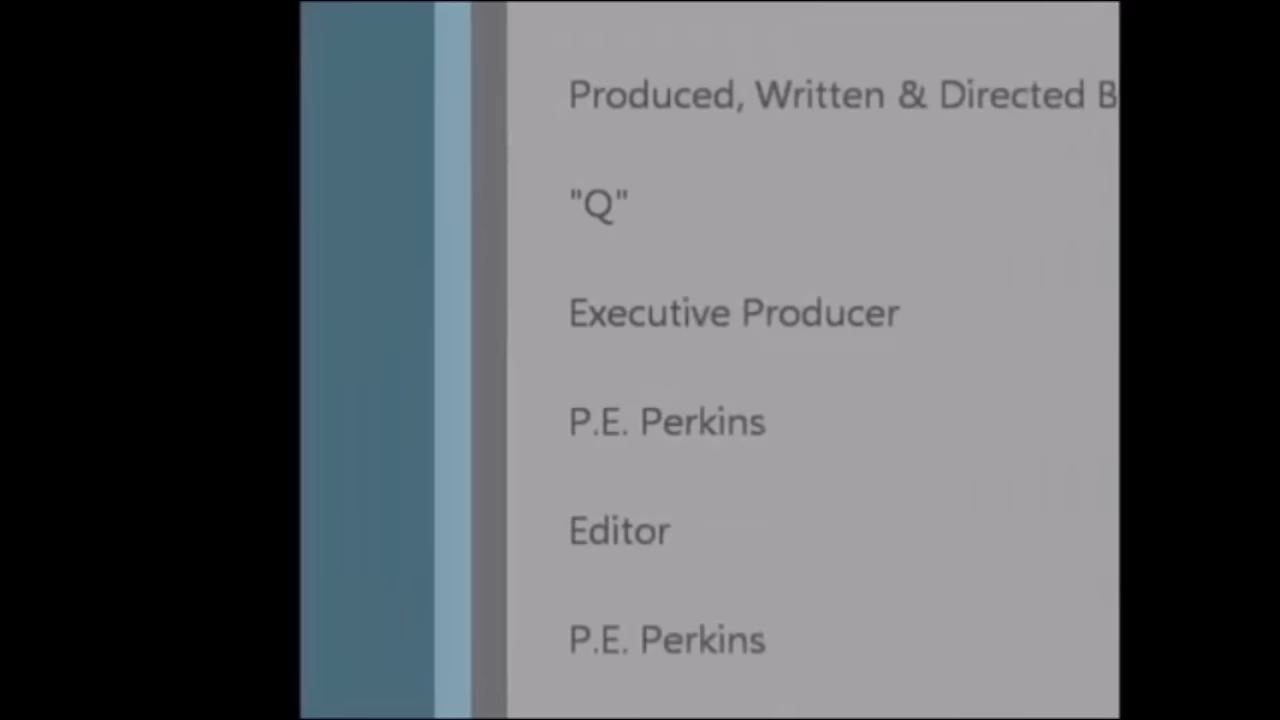 Produced, Written & Directed B
"Q"
Executive Producer
P.E. Perkins
Editor
P.E. Perkins